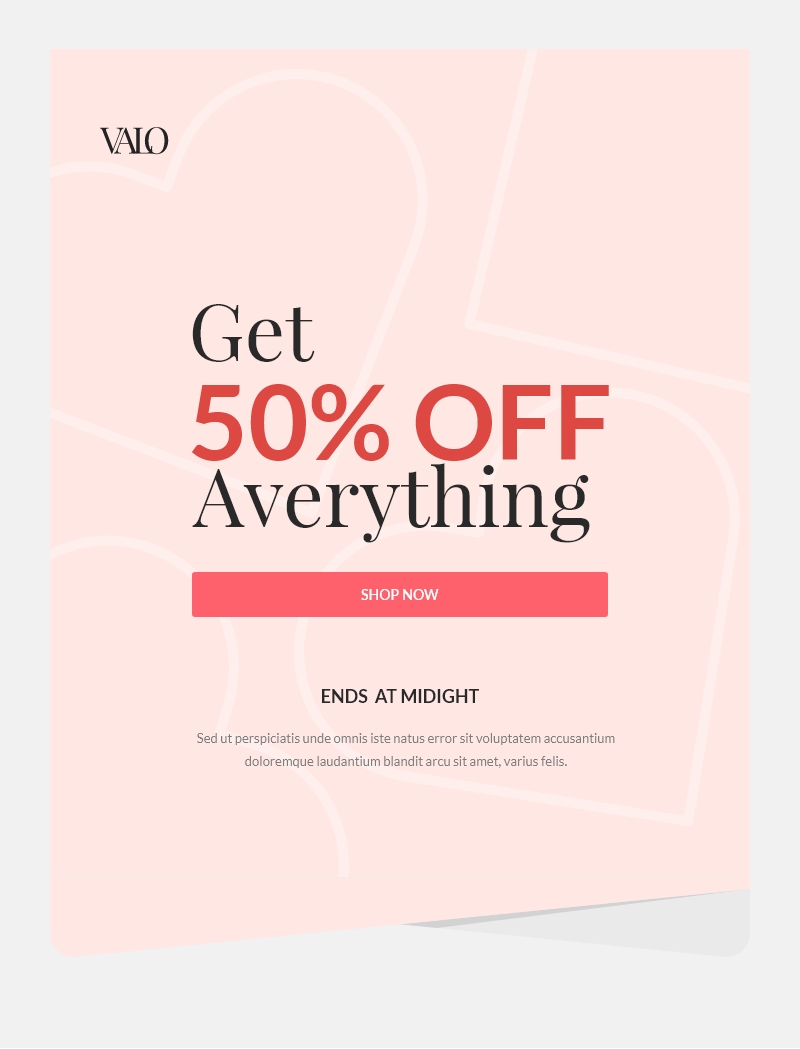 VALO
Get
50% OFF
Averything
SHOP NOW
ENDS AT MIDIGHT
Sed ut perspiciatis unde omnis iste natus error sit voluptatem accusantium
doloremque laudantium blandit arcu sit amet, varius felis.